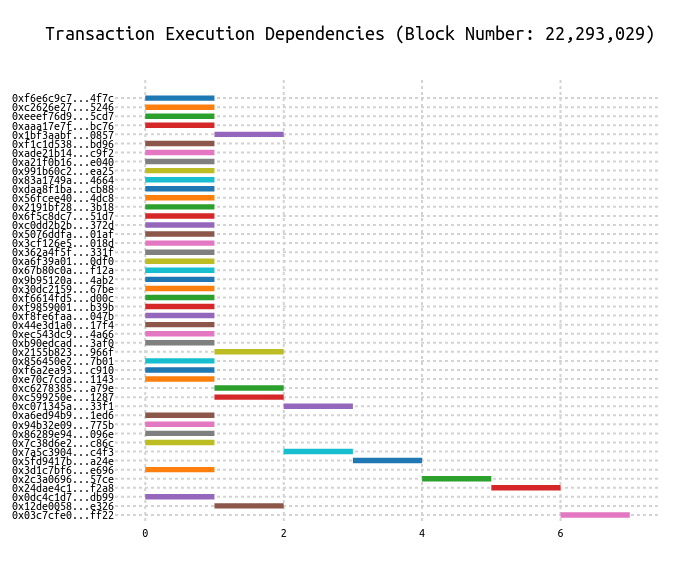 Transaction Execution Dependencies (Block Number: 22,293,029)
0xf6e6c9c7...4f7c
0xc2626e27...5246
0xeeef76d9...5cd7
0xaaa17e7f...bc76
0x1bf3aabf...0857
0xf1c1d538...bd96
0xade21b14...c9f2
0xa21f0b16...e040
0x991b60c2...ea25
0x83a1749a...4664
0xdaa8f1ba...cb88
0x56fcee40...4dc8
0x2191bf28...3b18
0x6f5c8dc7...51d7
0xc0dd2b2b...372d
0x5076ddfa...01af
0x3cf126e5...018d
0x362a4f5f...331f
0xa6f39a01...0df0
0x67b80c0a...f12a
0x9b95120a...4ab2
0x30dc2159...67be
0xf6614fd5...d00c
0xf9859001...b39b
0xf8fe6faa...047b
0x44e3d1a0...17f4
0xec543dc9...4a66
0xb90edcad...3af0
0x2155b823...966f
0x856450e2...7b01
0xf6a2ea93...c910
0xe70c7cda...1143
0xc6278385...a79e
0xc599250e...1287
0xc071345a...33f1
0xa6ed94b9...1ed6
0x94b32e09...775b
0x86289e94...096e
0x7c38d6e2...c86c
0x7a5c3904...c4f3
0x5fd9417b...a24e
0x3d1c7bf6...e696
0x2c3a0696...57ce
0x24dae4c1...f2a8
0x0dc4c1d7...db99
0x12de0058...e326
0x03c7cfe0...ff22
0 2 4 6